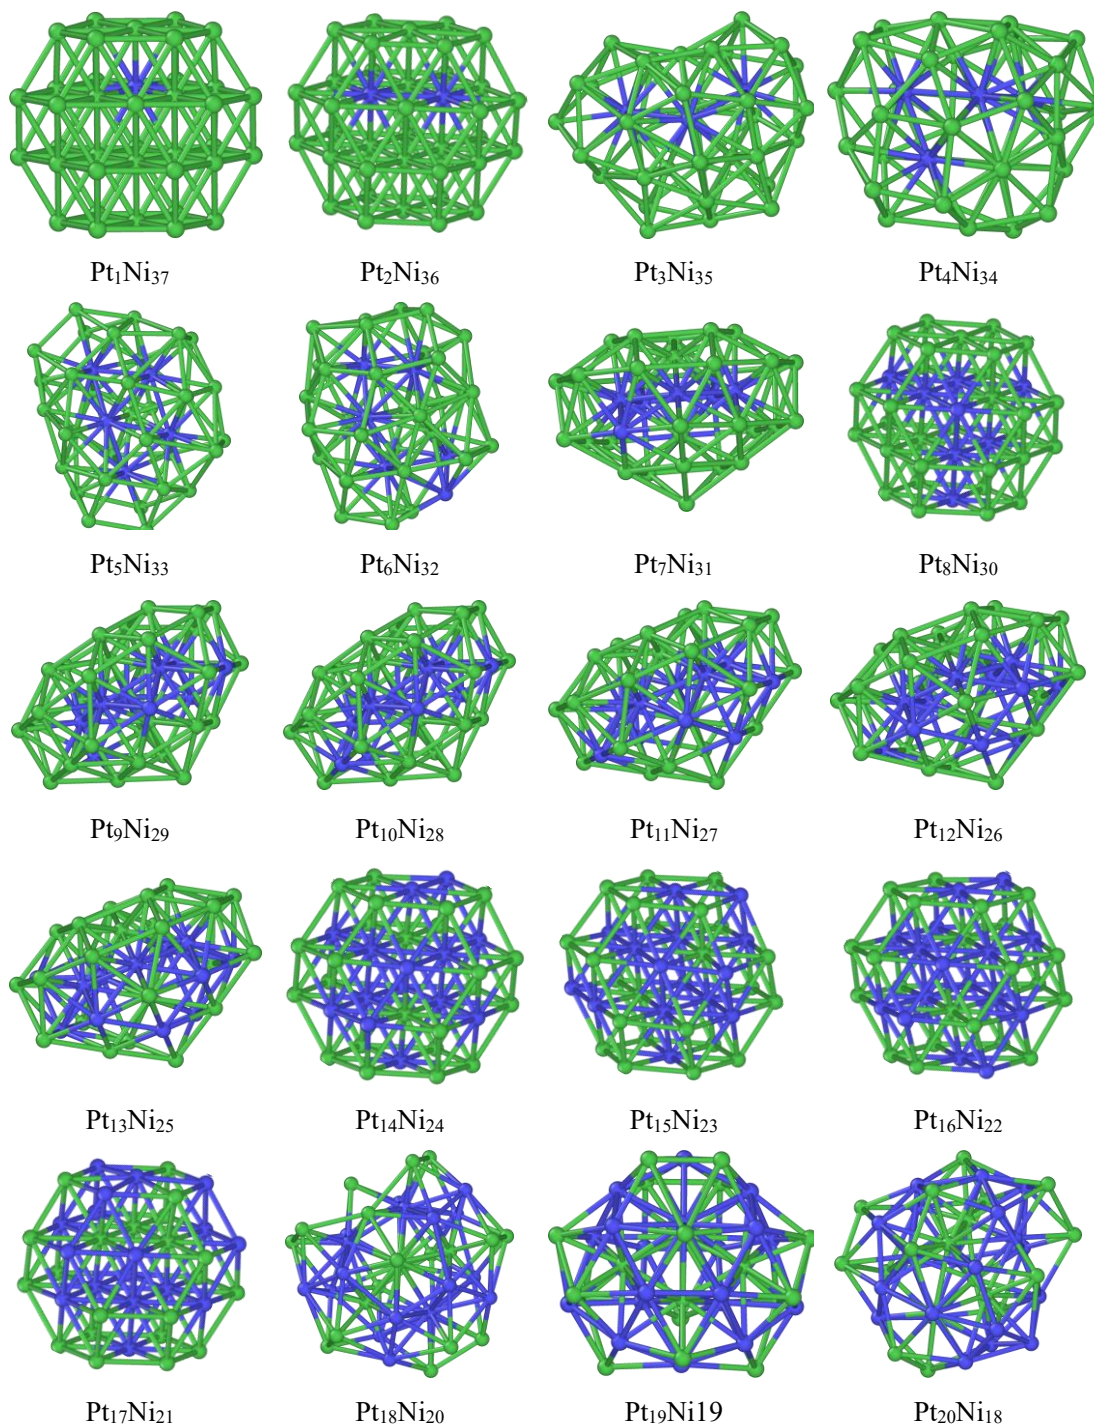 Pt₁Ni₃₇ Pt₂Ni₃₆ Pt₃Ni₃₅ Pt₄Ni₃₄
Pt₅Ni₃₃ Pt₆Ni₃₂ Pt₇Ni₃₁ Pt₈Ni₃₀
Pt₉Ni₂₉ Pt₁₀Ni₂₈ Pt₁₁Ni₂₇ Pt₁₂Ni₂₆
Pt₁₃Ni₂₅ Pt₁₄Ni₂₄ Pt₁₅Ni₂₃ Pt₁₆Ni₂₂
Pt₁₇Ni₂₁ Pt₁₈Ni₂₀ Pt₁₉Ni19 Pt₂₀Ni₁₈